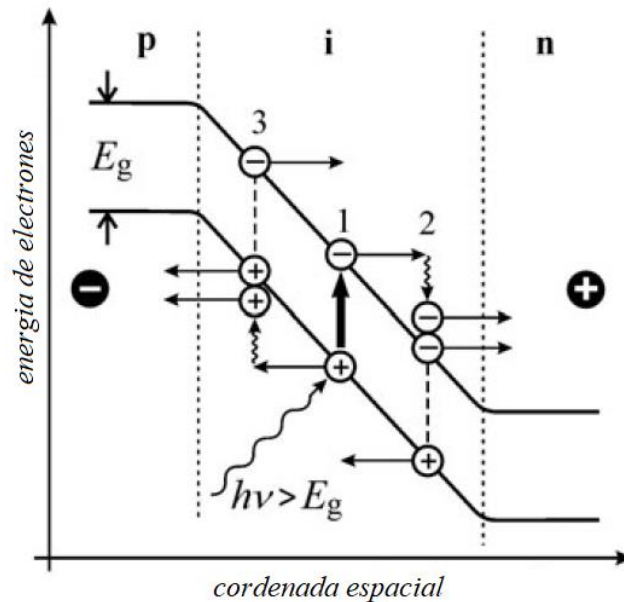 p i n
3
E_g
1 2
− +
hν > E_g
energia de electrones
cordenada espacial